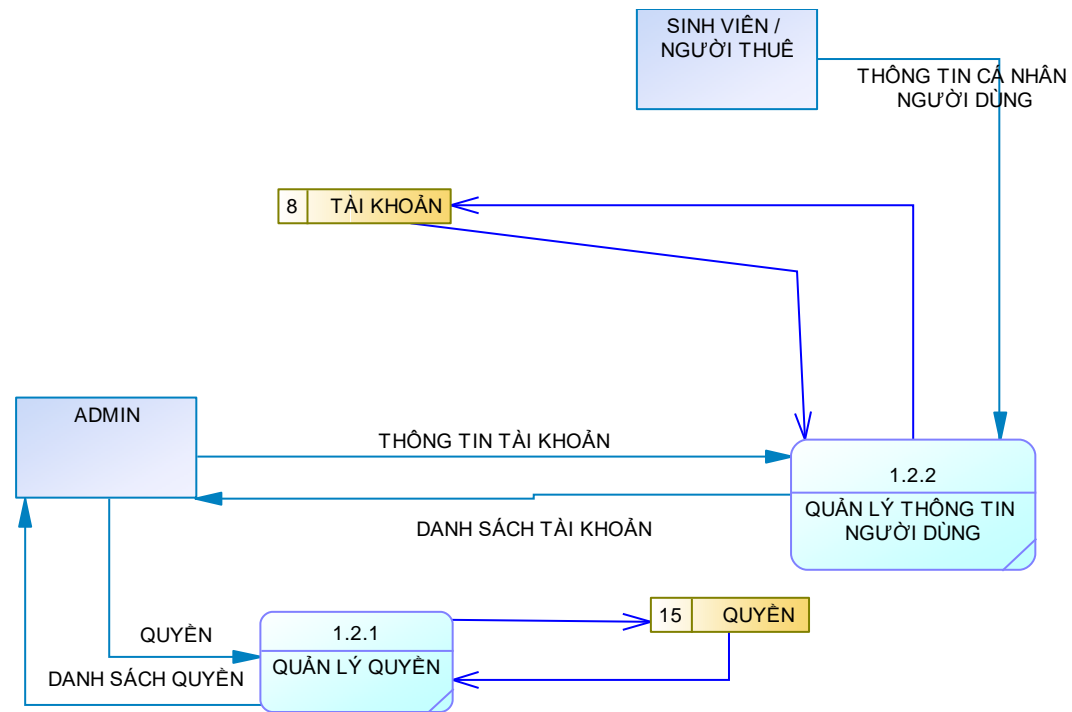 SINH VIÊN /
NGƯỜI THUÊ
THÔNG TIN CÁ NHÂN
NGƯỜI DÙNG
8 TÀI KHOẢN
ADMIN
THÔNG TIN TÀI KHOẢN
1.2.2
QUẢN LÝ THÔNG TIN
NGƯỜI DÙNG
DANH SÁCH TÀI KHOẢN
15 QUYỀN
QUYỀN
1.2.1
QUẢN LÝ QUYỀN
DANH SÁCH QUYỀN